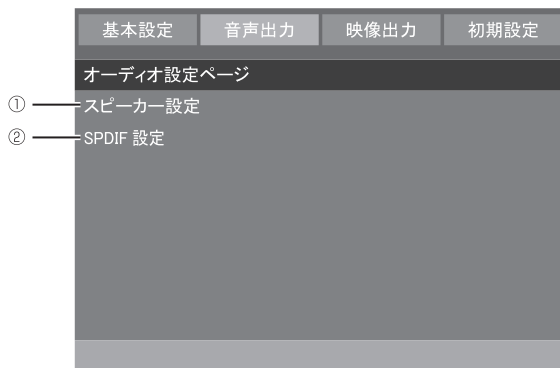 基本設定 音声出力 映像出力 初期設定
オーディオ設定ページ
① スピーカー設定
② SPDIF 設定